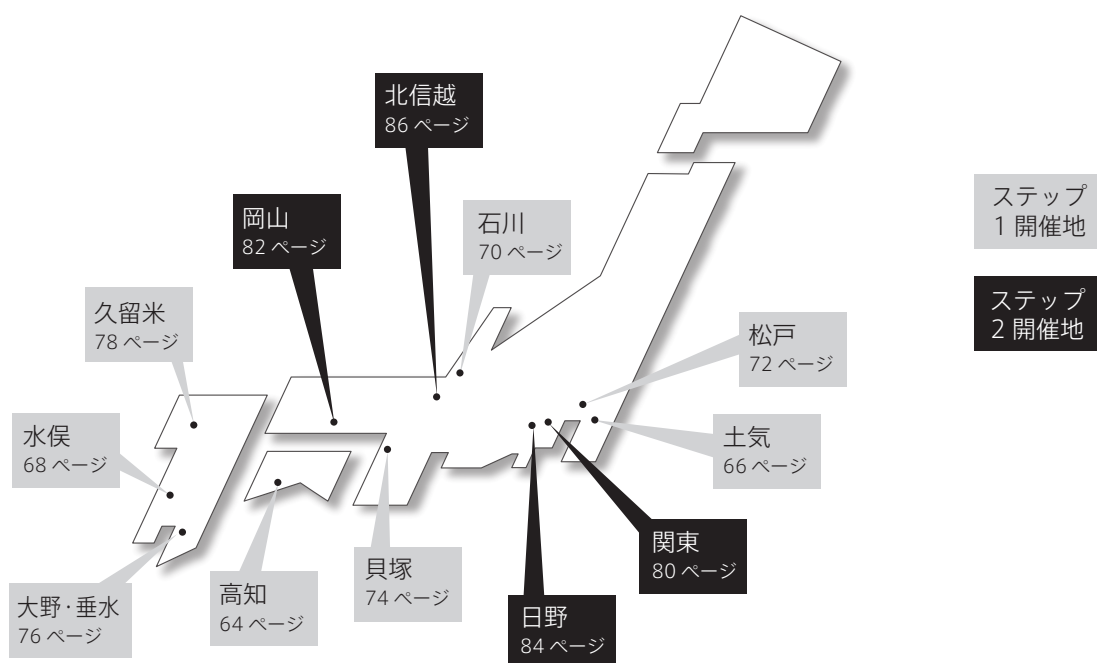 北信越
86 ページ
岡山
82 ページ
石川
70 ページ
ステップ
1 開催地
ステップ
2 開催地
久留米
78 ページ
松戸
72 ページ
水俣
68 ページ
土気
66 ページ
関東
80 ページ
貝塚
74 ページ
高知
64 ページ
大野·垂水
76 ページ
日野
84 ページ